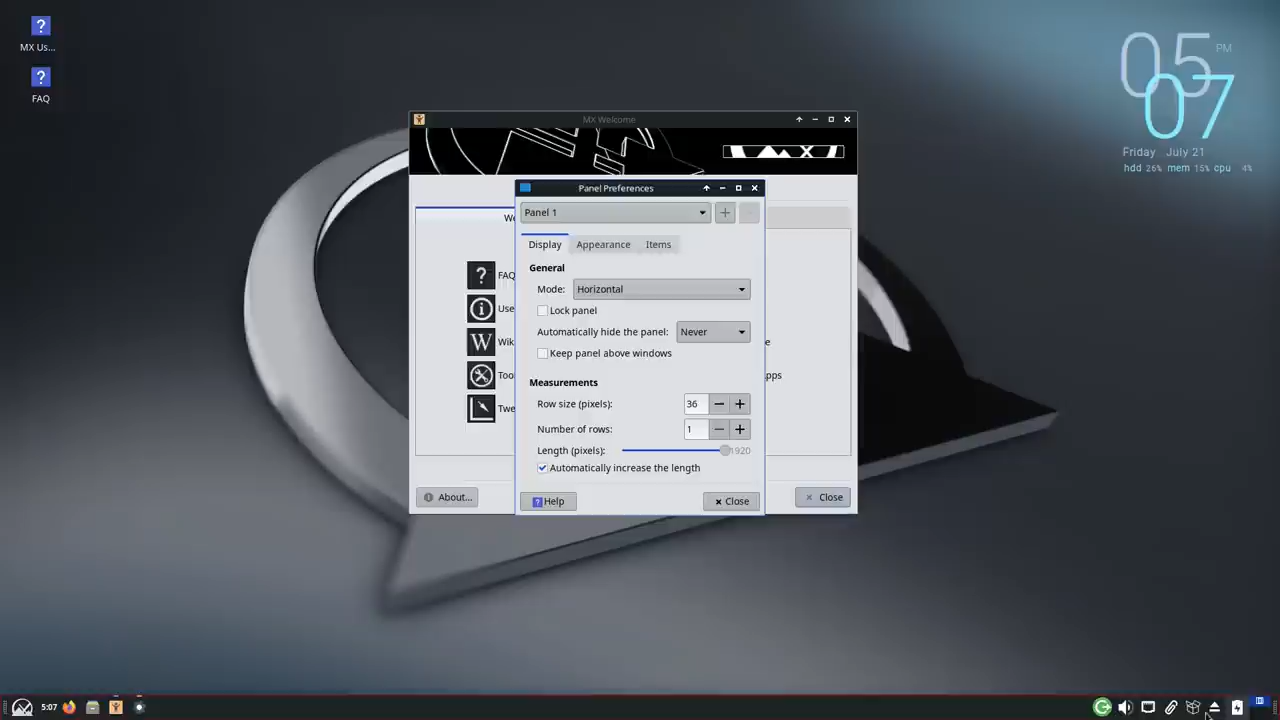 MX Us...
FAQ
05 PM
07
Friday July 21
hdd 26% mem 15% cpu 4%
MX Welcome
MX
Panel Preferences
Panel 1
We
Display Appearance Items
General
FAQ
Mode: Horizontal
Use
Lock panel
Automatically hide the panel: Never
Wik
e
Keep panel above windows
Too
pps
Measurements
Row size (pixels): 36
Twe
Number of rows: 1
Length (pixels): 1920
Automatically increase the length
About...
Help
Close
Close
5:07